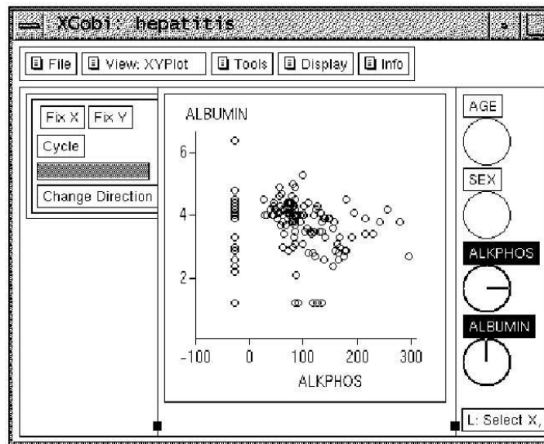 XGobi: hepatitis
File View: XYPlot Tools Display Info
Fix X Fix Y
Cycle
Change Direction
ALBUMIN
6
4
2
-100 0 100 200 300
ALKPHOS
AGE
SEX
ALKPHOS
ALBUMIN
L: Select X,